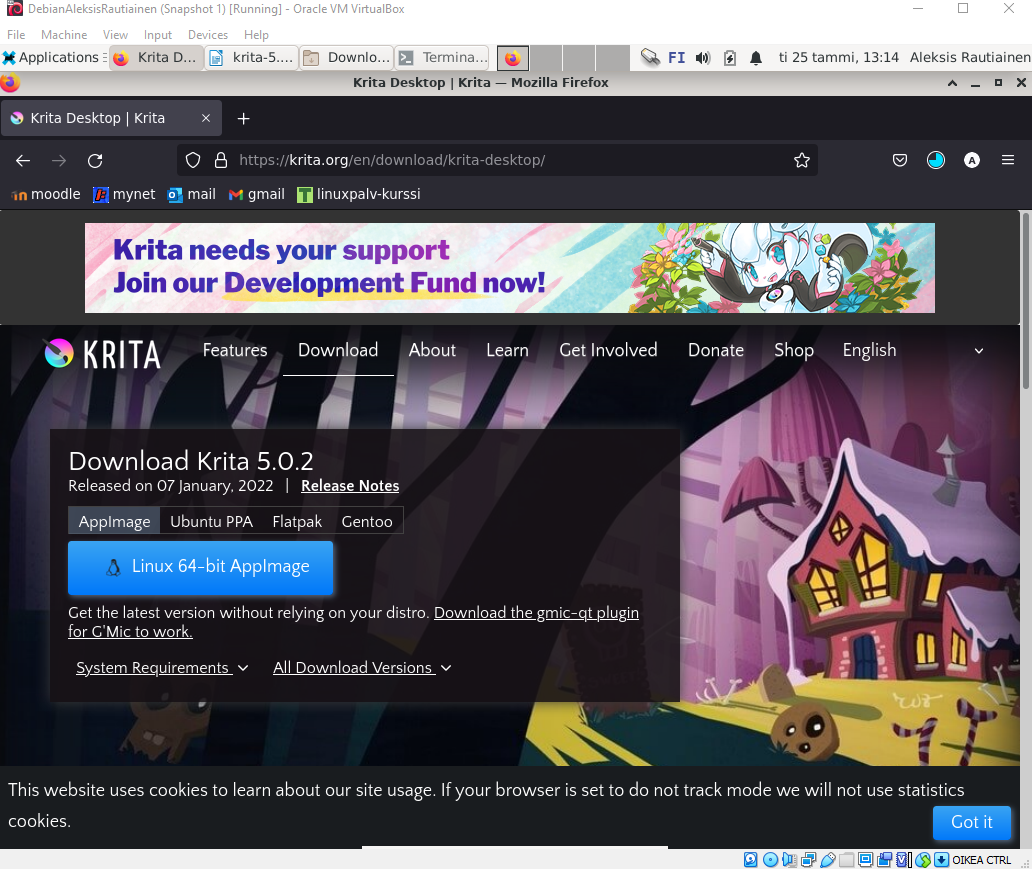 DebianAleksisRautiainen (Snapshot 1) [Running] - Oracle VM VirtualBox
File Machine View Input Devices Help
Applications Krita D... krita-5.... Downlo... Termina... FI ti 25 tammi, 13:14 Aleksis Rautiainen
Krita Desktop | Krita — Mozilla Firefox
Krita Desktop | Krita
https://krita.org/en/download/krita-desktop/ A
moodle mynet mail gmail linuxpalv-kurssi
Krita needs your support
Join our Development Fund now!
KRITA Features Download About Learn Get Involved Donate Shop English
Download Krita 5.0.2
Released on 07 January, 2022 | Release Notes
AppImage Ubuntu PPA Flatpak Gentoo
Linux 64-bit AppImage
Get the latest version without relying on your distro. Download the gmic-qt plugin
for G'Mic to work.
System Requirements All Download Versions
This website uses cookies to learn about our site usage. If your browser is set to do not track mode we will not use statistics
cookies.
Got it
OIKEA CTRL